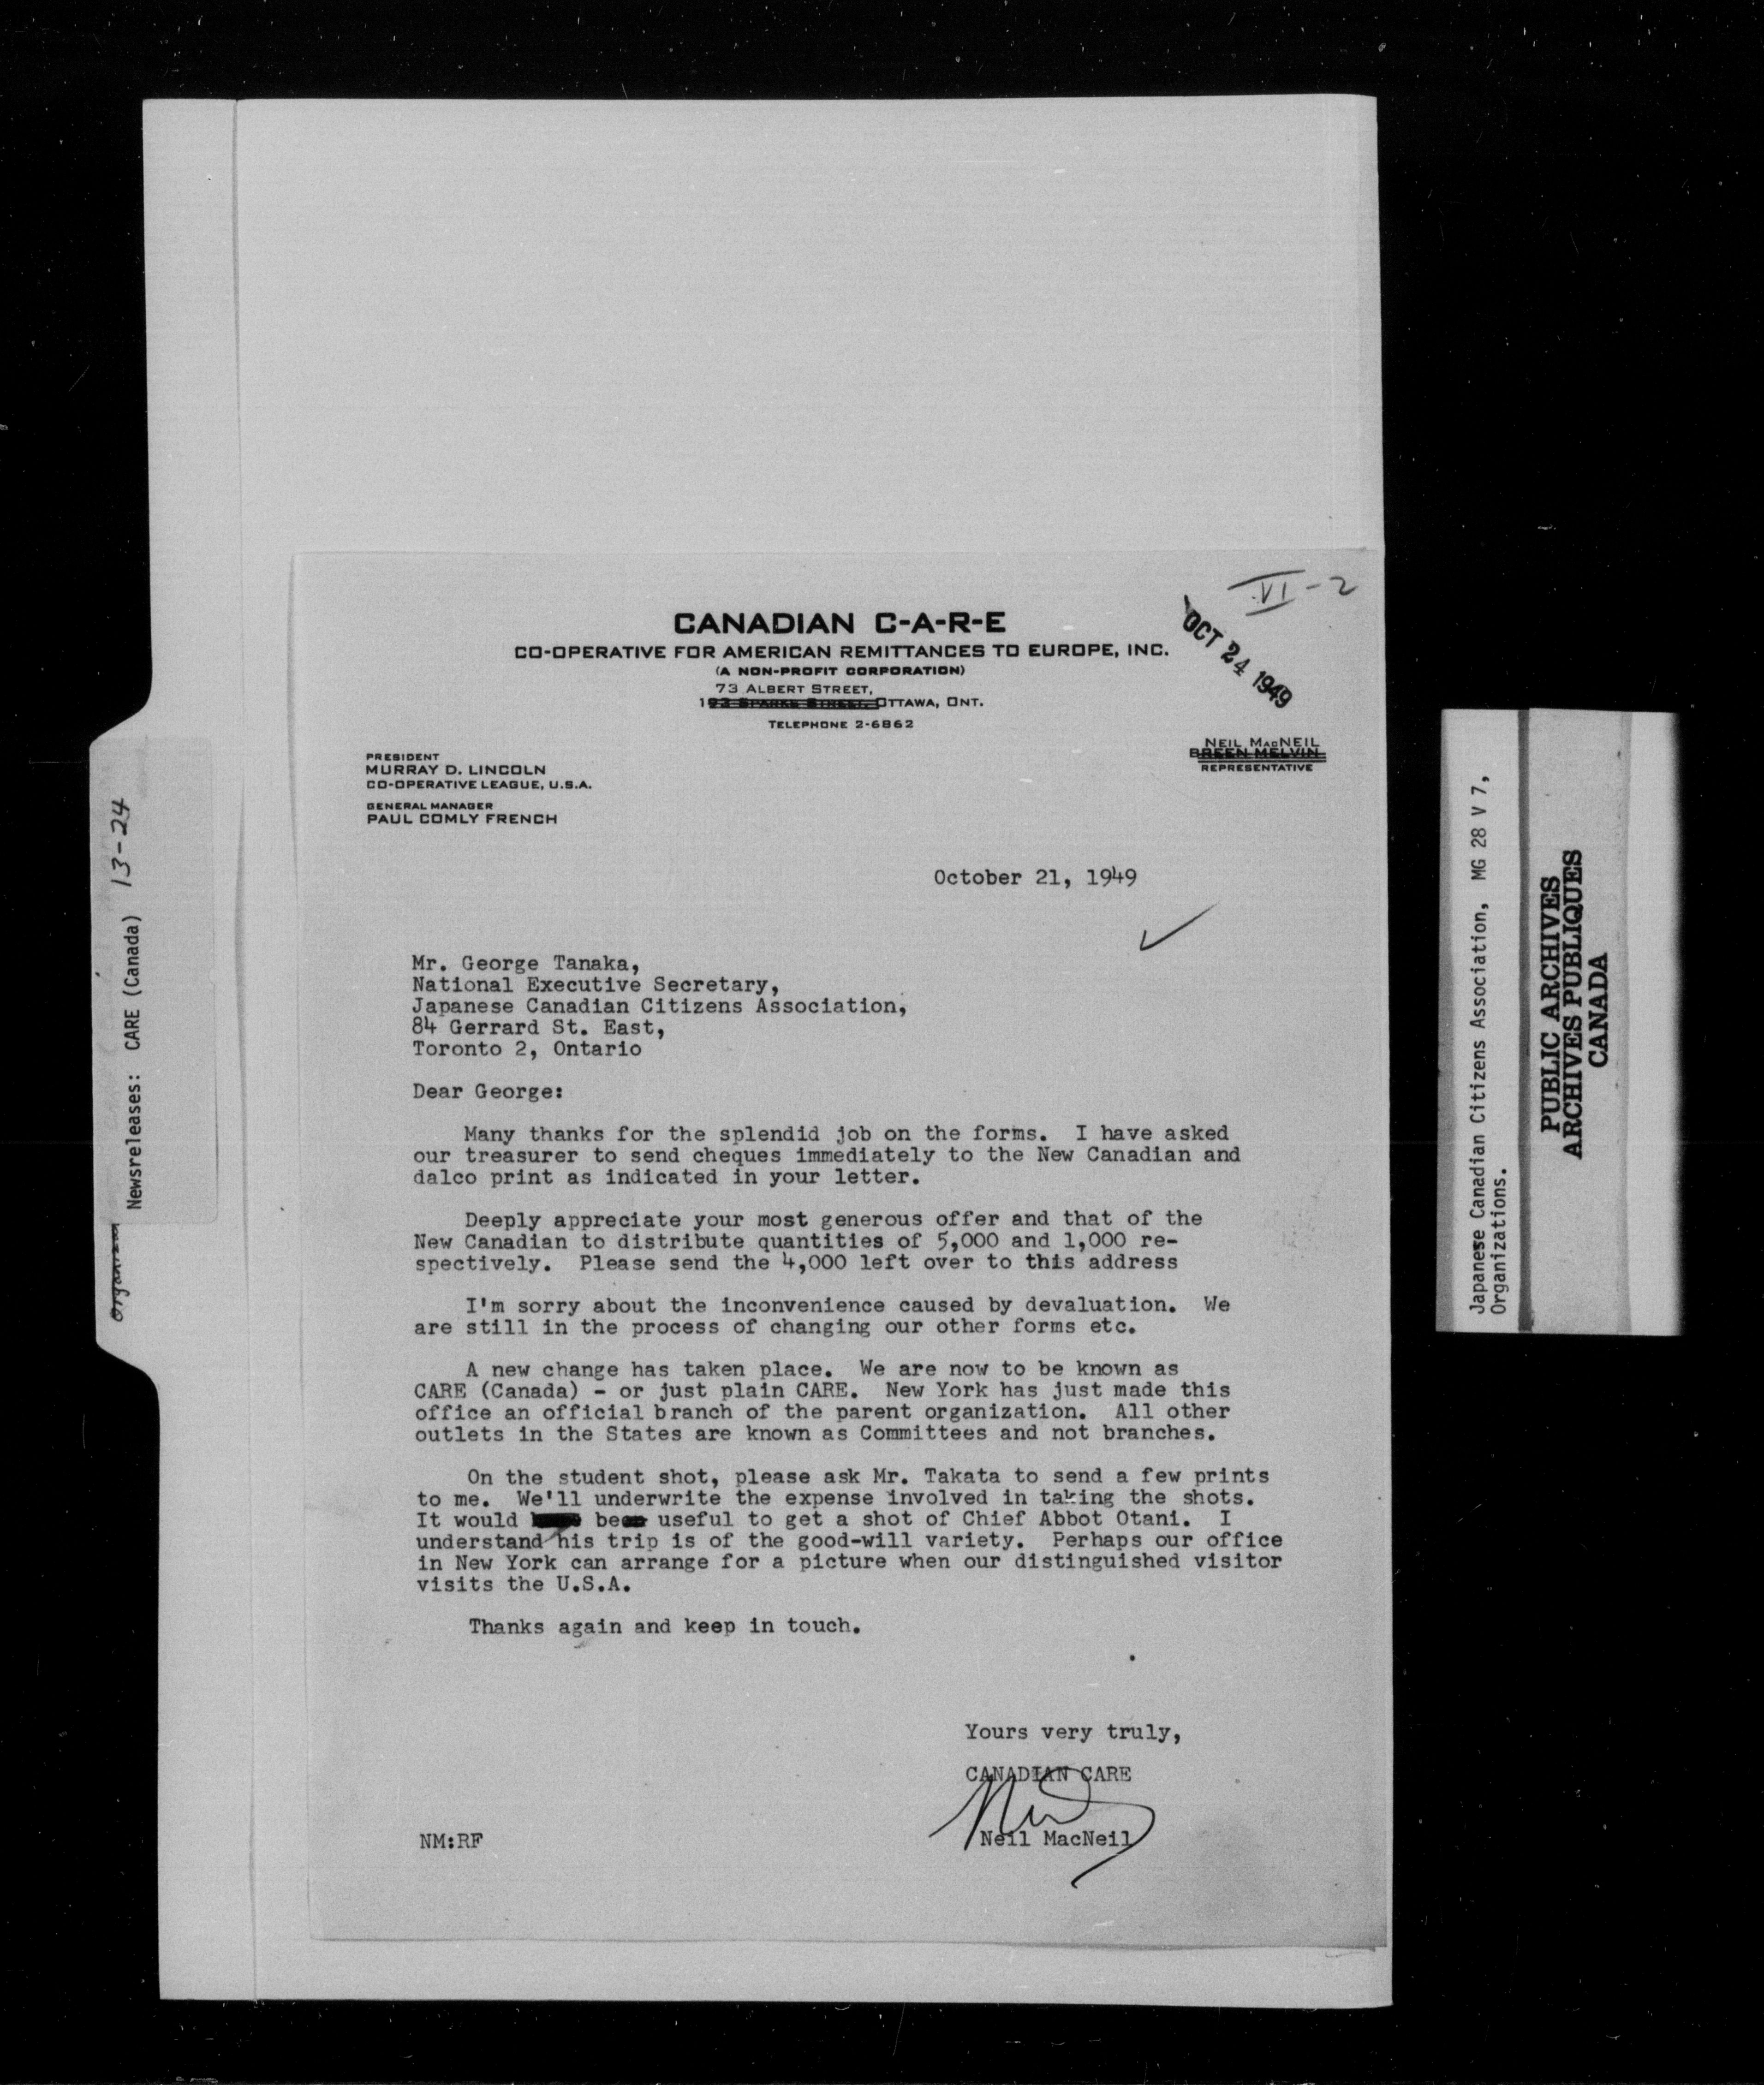 VI-2
OCT 24 1949
CANADIAN C-A-R-E
CO-OPERATIVE FOR AMERICAN REMITTANCES TO EUROPE, INC.
(A NON-PROFIT CORPORATION)
73 ALBERT STREET,
193 SPARKS STREET, OTTAWA, ONT.
TELEPHONE 2-6862
NEIL MACNEIL
BREEN MELVIN
REPRESENTATIVE
PRESIDENT
MURRAY D. LINCOLN
CO-OPERATIVE LEAGUE, U.S.A.
GENERAL MANAGER
PAUL COMLY FRENCH
October 21, 1949
Mr. George Tanaka,
National Executive Secretary,
Japanese Canadian Citizens Association,
84 Gerrard St. East,
Toronto 2, Ontario
Dear George:
Many thanks for the splendid job on the forms. I have asked
our treasurer to send cheques immediately to the New Canadian and
dalco print as indicated in your letter.
Deeply appreciate your most generous offer and that of the
New Canadian to distribute quantities of 5,000 and 1,000 re-
spectively. Please send the 4,000 left over to this address
I'm sorry about the inconvenience caused by devaluation. We
are still in the process of changing our other forms etc.
A new change has taken place. We are now to be known as
CARE (Canada) - or just plain CARE. New York has just made this
office an official branch of the parent organization. All other
outlets in the States are known as Committees and not branches.
On the student shot, please ask Mr. Takata to send a few prints
to me. We'll underwrite the expense involved in taking the shots.
It would be useful to get a shot of Chief Abbot Otani. I
understand his trip is of the good-will variety. Perhaps our office
in New York can arrange for a picture when our distinguished visitor
visits the U.S.A.
Thanks again and keep in touch.
Yours very truly,
CANADIAN CARE
Neil
Neil MacNeil
NM:RF
Newsreleases: CARE (Canada) 13-24
Japanese Canadian Citizens Association, MG 28 V 7,
Organizations.
PUBLIC ARCHIVES
ARCHIVES PUBLIQUES
CANADA